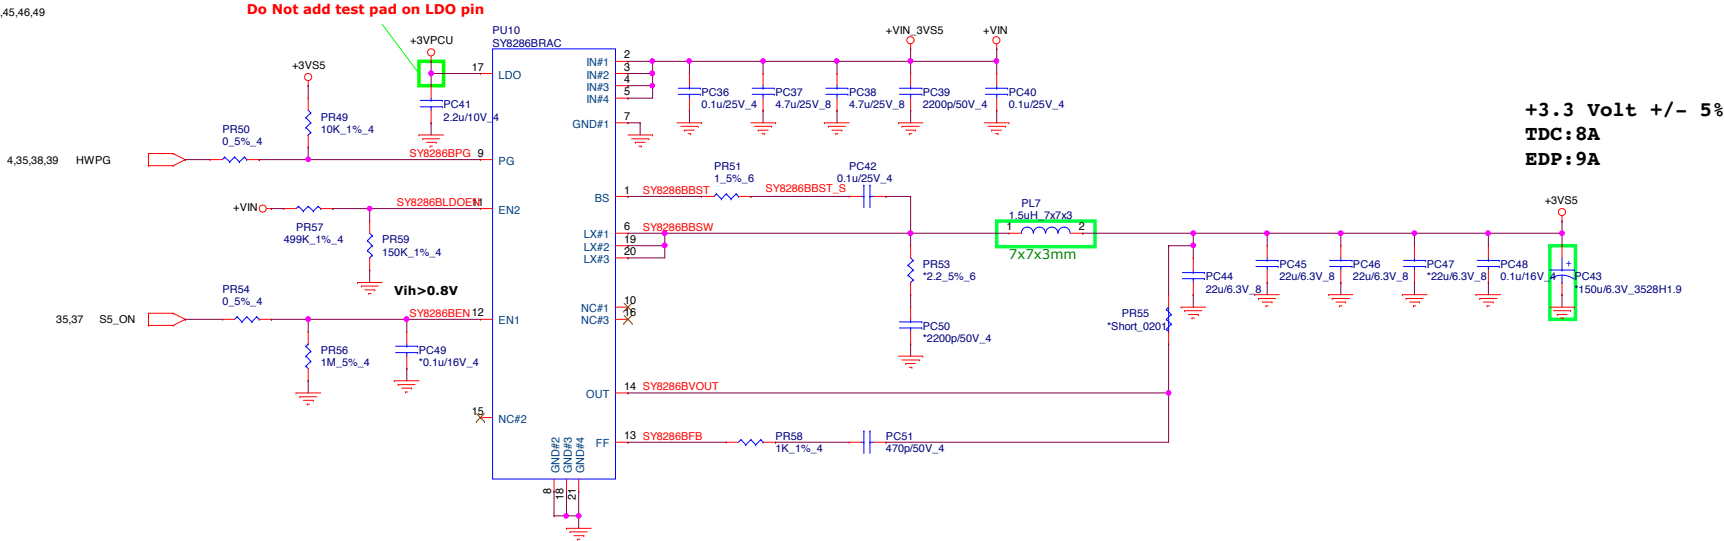 ,45,46,49
Do Not add test pad on LDO pin
+3VPCU
PU10
SY8286BRAC
+VIN_3VS5
+VIN
+3VS5
17
LDO
IN#1
2
IN#2
3
IN#3
4
IN#4
5
PC41
2.2u/10V_4
PC36
0.1u/25V_4
PC37
4.7u/25V_8
PC38
4.7u/25V_8
PC39
2200p/50V_4
PC40
0.1u/25V_4
+3.3 Volt +/- 5%
TDC:8A
EDP:9A
PR49
10K_1%_4
GND#1
7
PR50
0_5%_4
4,35,38,39
HWPG
SY8286BPG
9
PG
PR51
1_5%_6
PC42
0.1u/25V_4
BS
1
SY8286BBST
SY8286BBST_S
+VIN
PR57
499K_1%_4
SY8286BLDOEN
11
EN2
PR59
150K_1%_4
LX#1
6
SY8286BBSW
LX#2
19
LX#3
20
PL7
1.5uH_7x7x3
1
2
7x7x3mm
+3VS5
PR53
*2.2_5%_6
PC44
22u/6.3V_8
PC45
22u/6.3V_8
PC46
22u/6.3V_8
PC47
*22u/6.3V_8
PC48
0.1u/16V_4
+
PC43
*150u/6.3V_3528H1.9
Vih>0.8V
PR54
0_5%_4
35,37
S5_ON
SY8286BEN
12
EN1
NC#1
10
NC#3
16
PR55
*Short_0201
PC50
*2200p/50V_4
PR56
1M_5%_4
PC49
*0.1u/16V_4
OUT
14
SY8286BVOUT
15
NC#2
FF
13
SY8286BFB
PR58
1K_1%_4
PC51
470p/50V_4
GND#2
GND#3
GND#4
8
18
21